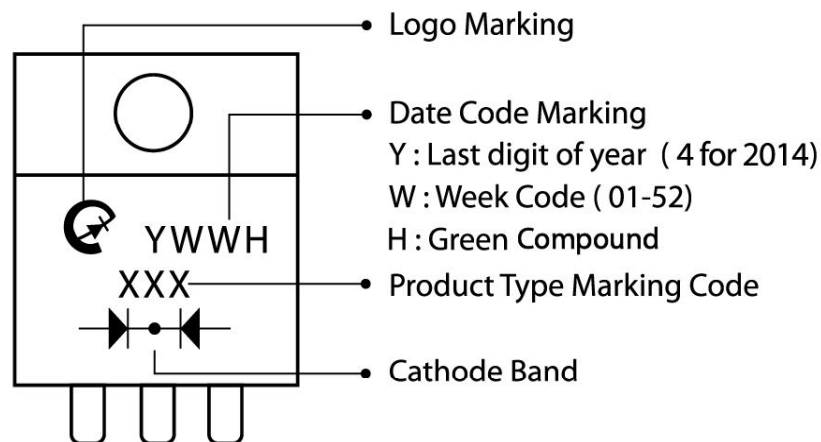 Logo Marking
Date Code Marking
Y : Last digit of year ( 4 for 2014)
W : Week Code ( 01-52)
H : Green Compound
YWWH
XXX
Product Type Marking Code
Cathode Band